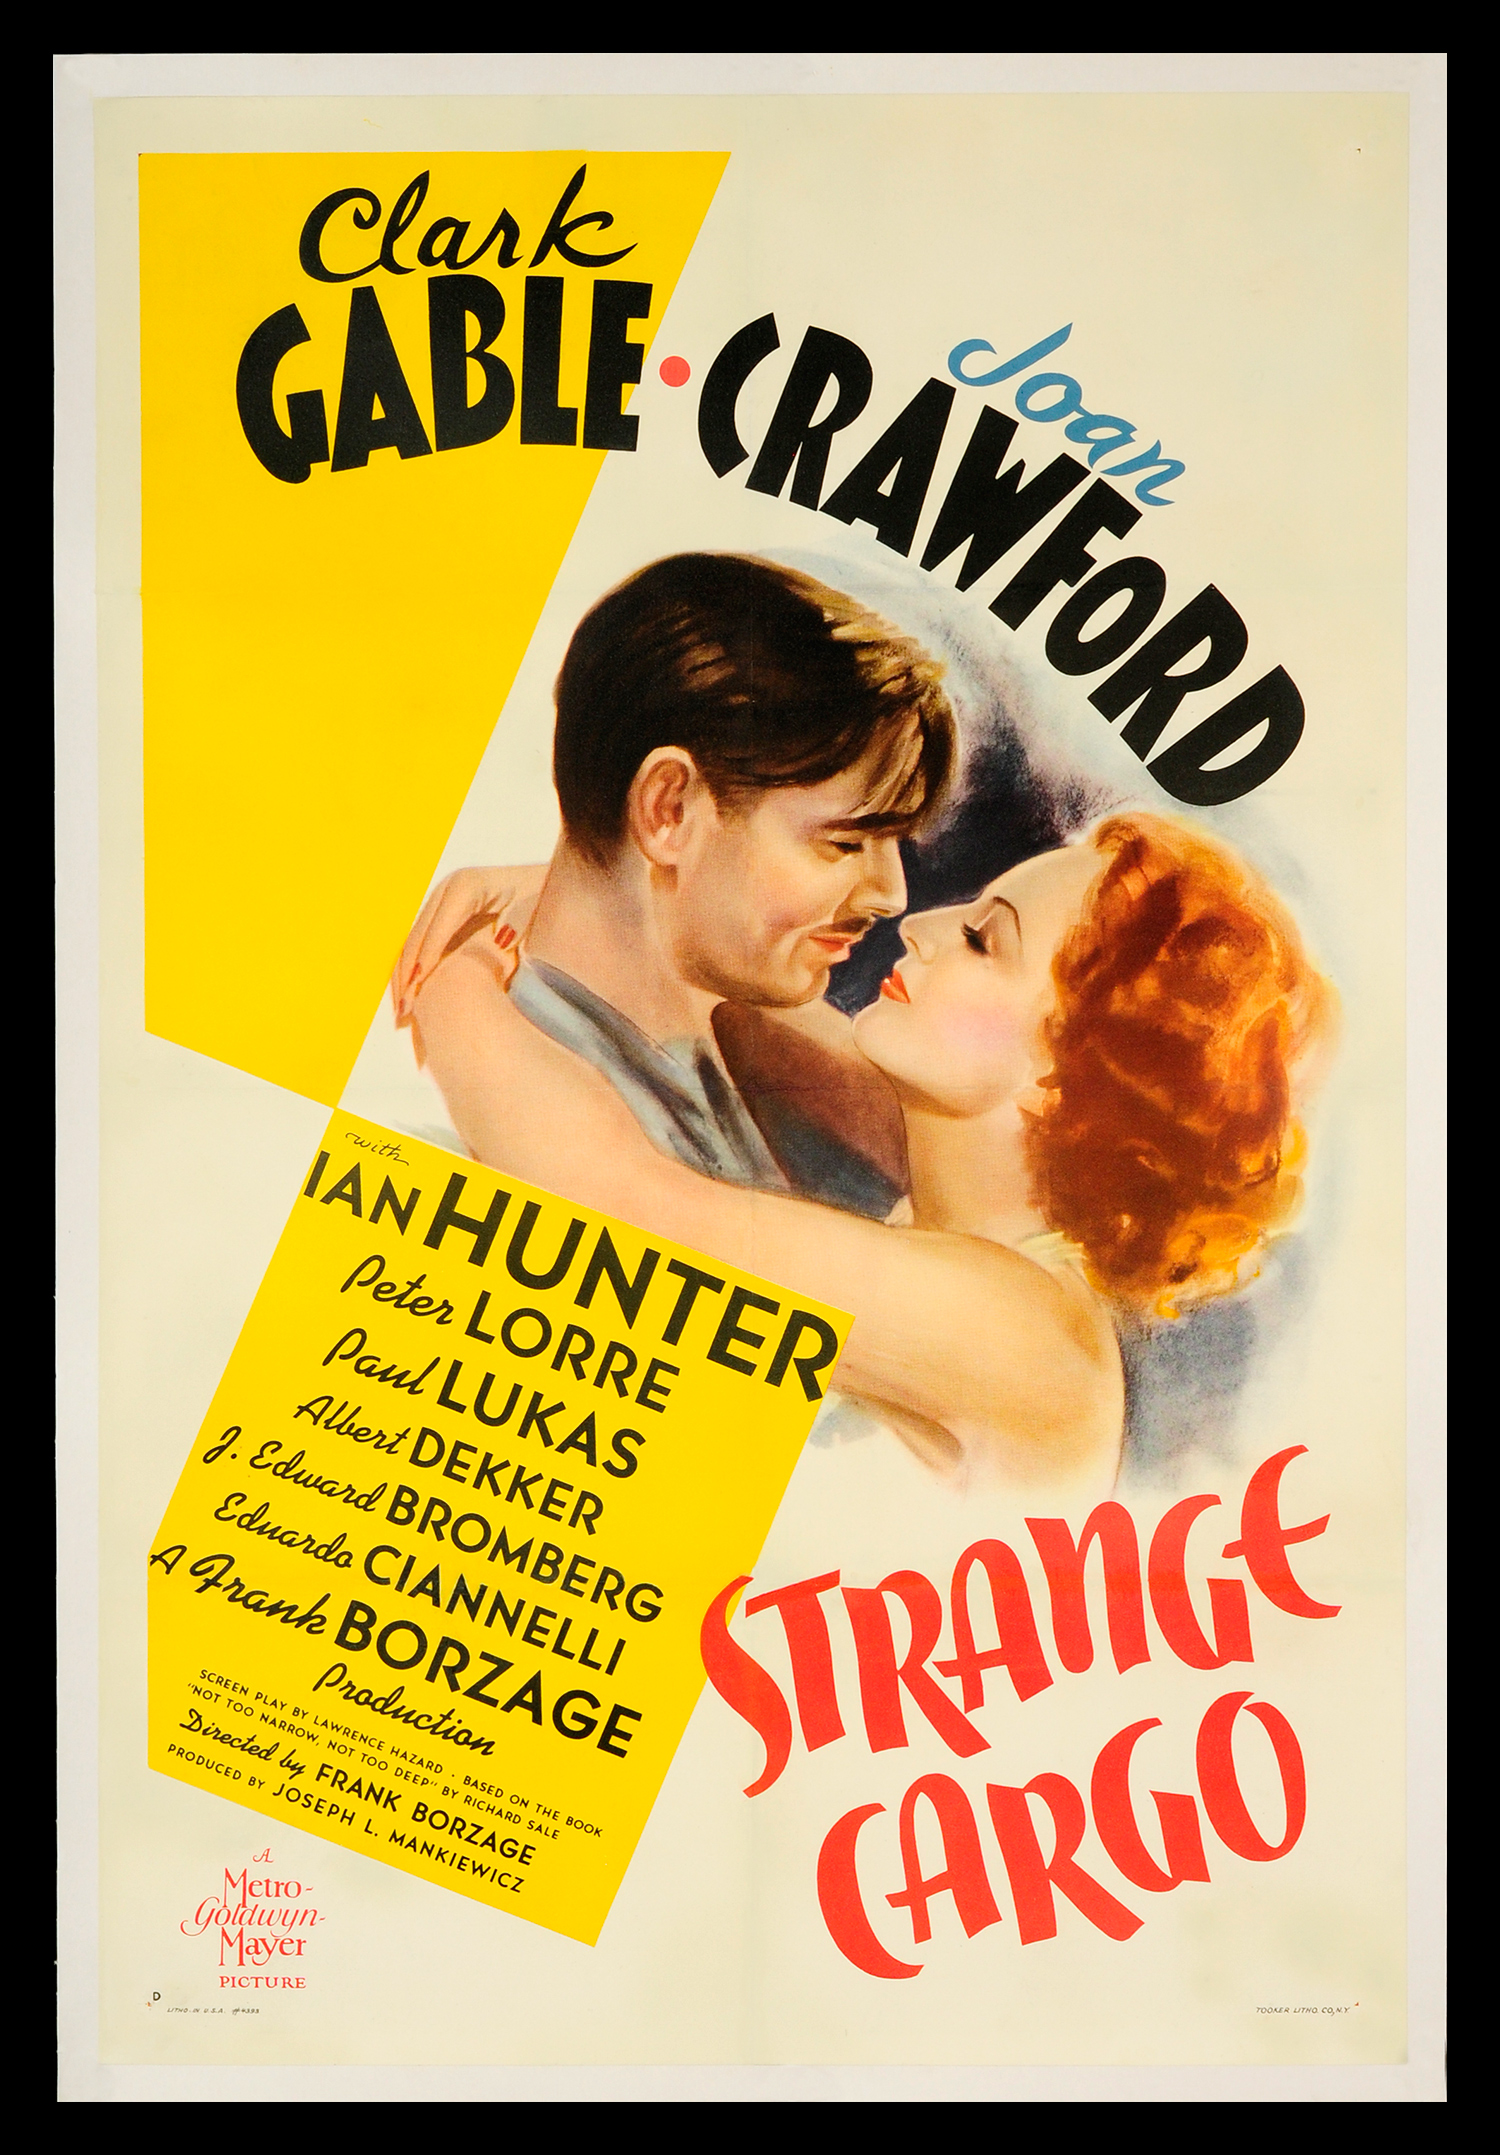 Clark
GABLE • Joan
CRAWFORD
with
IAN HUNTER
Peter LORRE
Paul LUKAS
Albert DEKKER
J. Edward BROMBERG
Eduardo CIANNELLI
A Frank BORZAGE
Production
SCREEN PLAY BY LAWRENCE HAZARD • BASED ON THE BOOK
"NOT TOO NARROW, NOT TOO DEEP" BY RICHARD SALE
Directed by FRANK BORZAGE
PRODUCED BY JOSEPH L. MANKIEWICZ
STRANGE
CARGO
A
Metro-
Goldwyn-
Mayer
PICTURE
D
LITHO. IN U.S.A.
TOOKER LITHO. CO, N.Y.